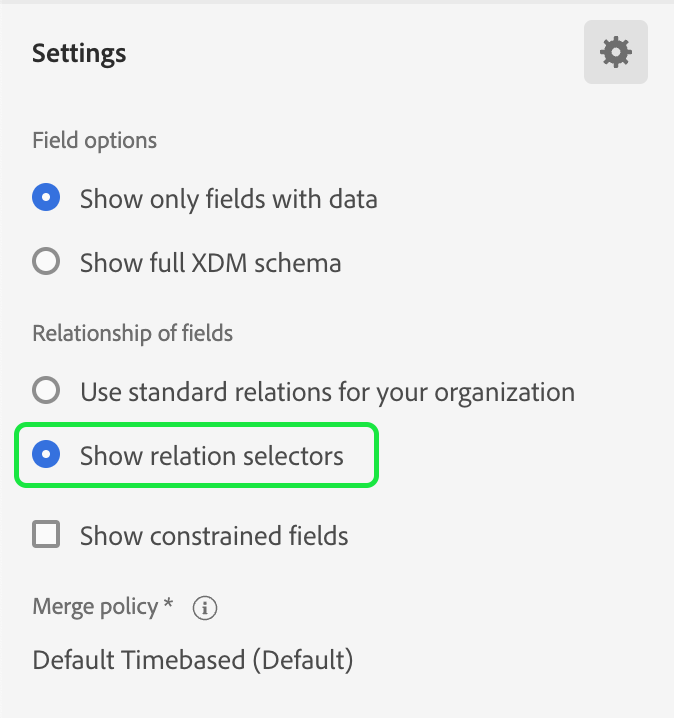 Settings
Field options
Show only fields with data
Show full XDM schema
Relationship of fields
Use standard relations for your organization
Show relation selectors
Show constrained fields
Merge policy *
Default Timebased (Default)